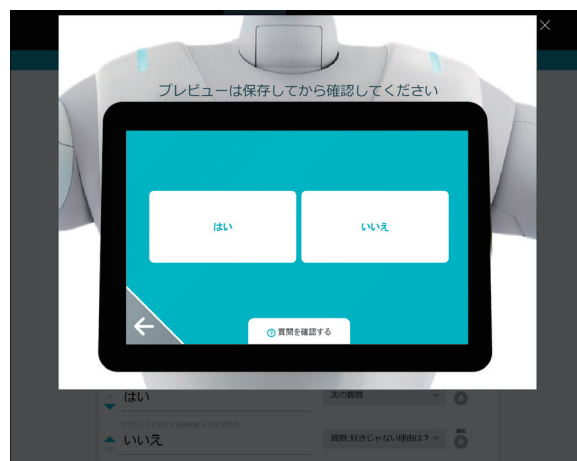 プレビューは保存してから確認してください
はい
いいえ
質問を確認する
はい
次の質問
いいえ
質問:好きじゃない理由は?
通知